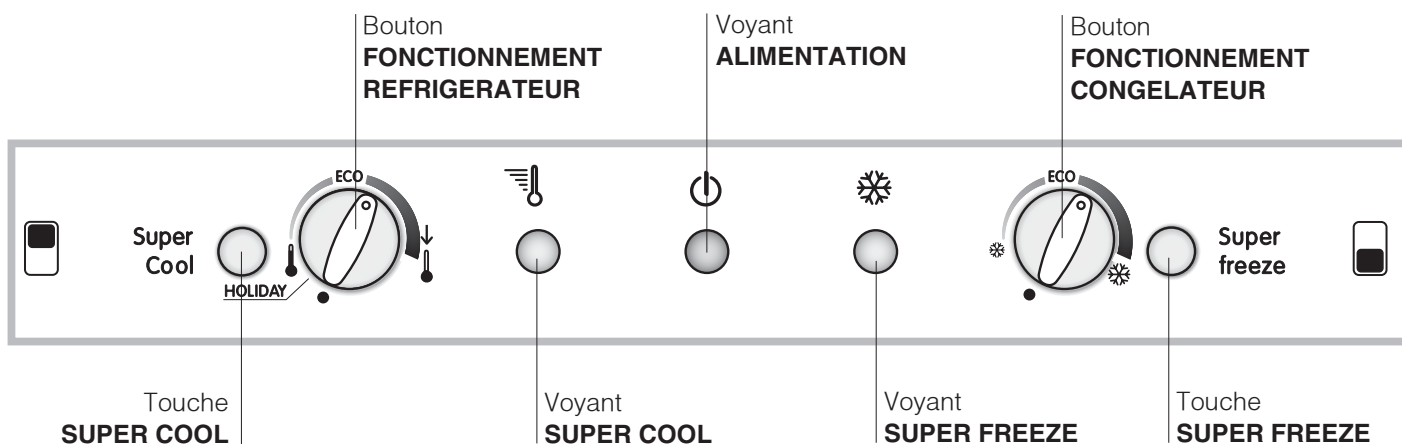 Bouton
FONCTIONNEMENT
REFRIGERATEUR
Voyant
ALIMENTATION
Bouton
FONCTIONNEMENT
CONGELATEUR
Super
Cool
ECO
HOLIDAY
ECO
Super
freeze
Touche
SUPER COOL
Voyant
SUPER COOL
Voyant
SUPER FREEZE
Touche
SUPER FREEZE